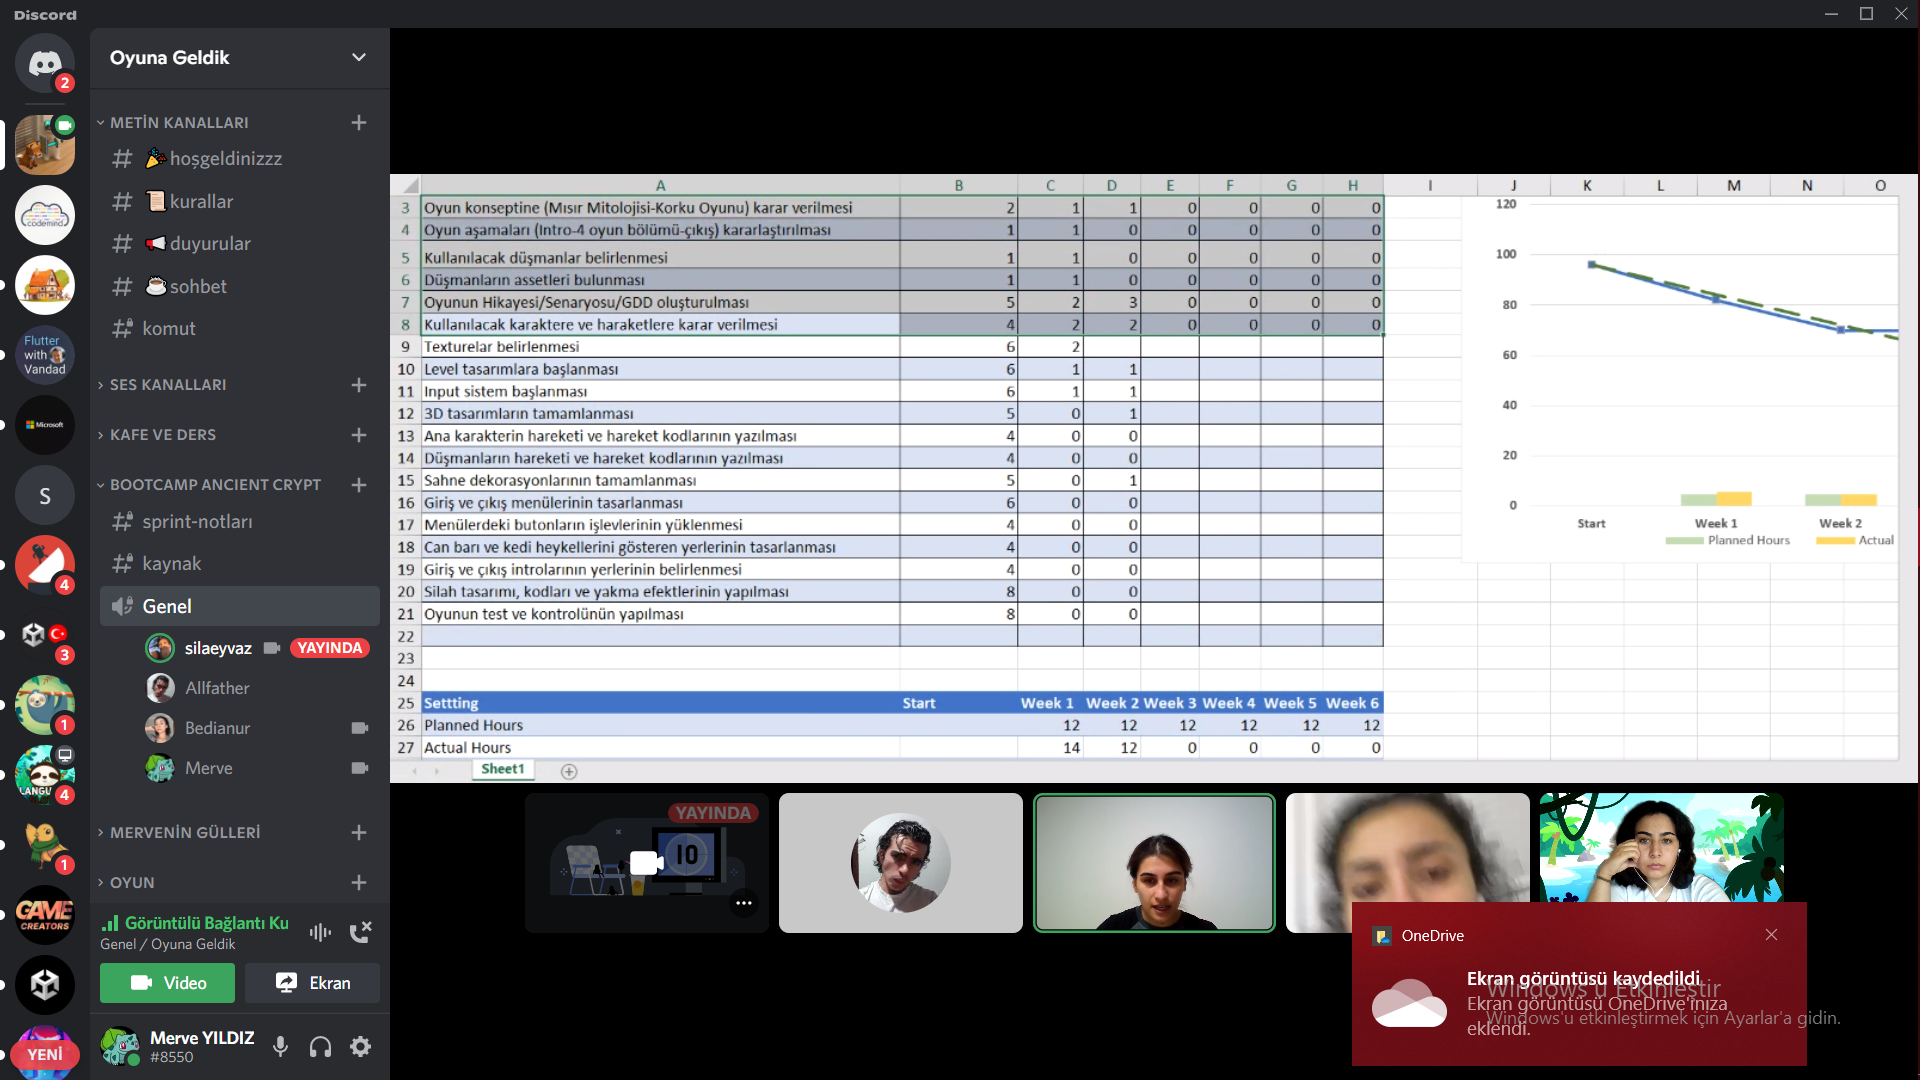 Discord
2
Oyuna Geldik
METİN KANALLARI
hoşgeldinizzz
kurallar
duyurular
sohbet
komut
SES KANALLARI
KAFE VE DERS
BOOTCAMP ANCIENT CRYPT
sprint-notları
kaynak
Genel
silaeyvaz YAYINDA
Allfather
Bedianur
Merve
MERVENİN GÜLLERİ
OYUN
Görüntülü Bağlantı Ku
Genel / Oyuna Geldik
Video
Ekran
Merve YILDIZ
#8550
codemind
Flutter
with
Vandad
Microsoft
S
4
3
1
LANGU
4
1
GAME
CREATORS
YENİ
A B C D E F G H I J K L M N O
3 Oyun konseptine (Mısır Mitolojisi-Korku Oyunu) karar verilmesi 2 1 1 0 0 0 0
4 Oyun aşamaları (Intro-4 oyun bölümü-çıkış) kararlaştırılması 1 1 0 0 0 0 0
5 Kullanılacak düşmanlar belirlenmesi 1 1 0 0 0 0 0
6 Düşmanların assetleri bulunması 1 1 0 0 0 0 0
7 Oyunun Hikayesi/Senaryosu/GDD oluşturulması 5 2 3 0 0 0 0
8 Kullanılacak karaktere ve haraketlere karar verilmesi 4 2 2 0 0 0 0
9 Texturelar belirlenmesi 6 2
10 Level tasarımlara başlanması 6 1 1
11 Input sistem başlanması 6 1 1
12 3D tasarımların tamamlanması 5 0 1
13 Ana karakterin hareketi ve hareket kodlarının yazılması 4 0 0
14 Düşmanların hareketi ve hareket kodlarının yazılması 4 0 0
15 Sahne dekorasyonlarının tamamlanması 5 0 1
16 Giriş ve çıkış menülerinin tasarlanması 6 0 0
17 Menülerdeki butonların işlevlerinin yüklenmesi 4 0 0
18 Can barı ve kedi heykellerini gösteren yerlerinin tasarlanması 4 0 0
19 Giriş ve çıkış introlarının yerlerinin belirlenmesi 4 0 0
20 Silah tasarımı, kodları ve yakma efektlerinin yapılması 8 0 0
21 Oyunun test ve kontrolünün yapılması 8 0 0
22
23
24
25 Settting Start Week 1 Week 2 Week 3 Week 4 Week 5 Week 6
26 Planned Hours 12 12 12 12 12 12
27 Actual Hours 14 12 0 0 0 0
Sheet1
120
100
80
60
40
20
0
Start Week 1 Week 2
Planned Hours Actual
YAYINDA
10
OneDrive
Ekran görüntüsü kaydedildi
Ekran görüntüsü OneDrive'ınıza
eklendi.
Windows'u Etkinleştir
Windows'u etkinleştirmek için Ayarlar'a gidin.